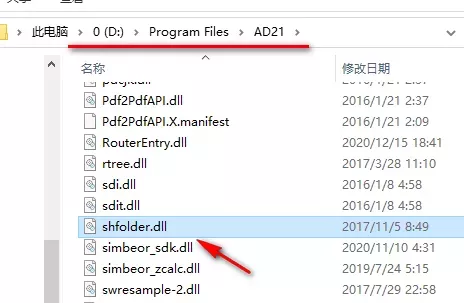 此电脑 > 0 (D:) > Program Files > AD21 >
名称 修改日期
Pdf2PdfAPI.dll 2016/1/21 2:37
Pdf2PdfAPI.X.manifest 2016/1/21 2:09
RouterEntry.dll 2020/12/15 18:41
rtree.dll 2017/3/28 11:10
sdi.dll 2016/1/8 4:58
sdit.dll 2016/1/8 4:58
shfolder.dll 2017/11/5 8:49
simbeor_sdk.dll 2020/11/10 4:31
simbeor_zcalc.dll 2019/7/24 5:15
swresample-2.dll 2017/7/29 22:58